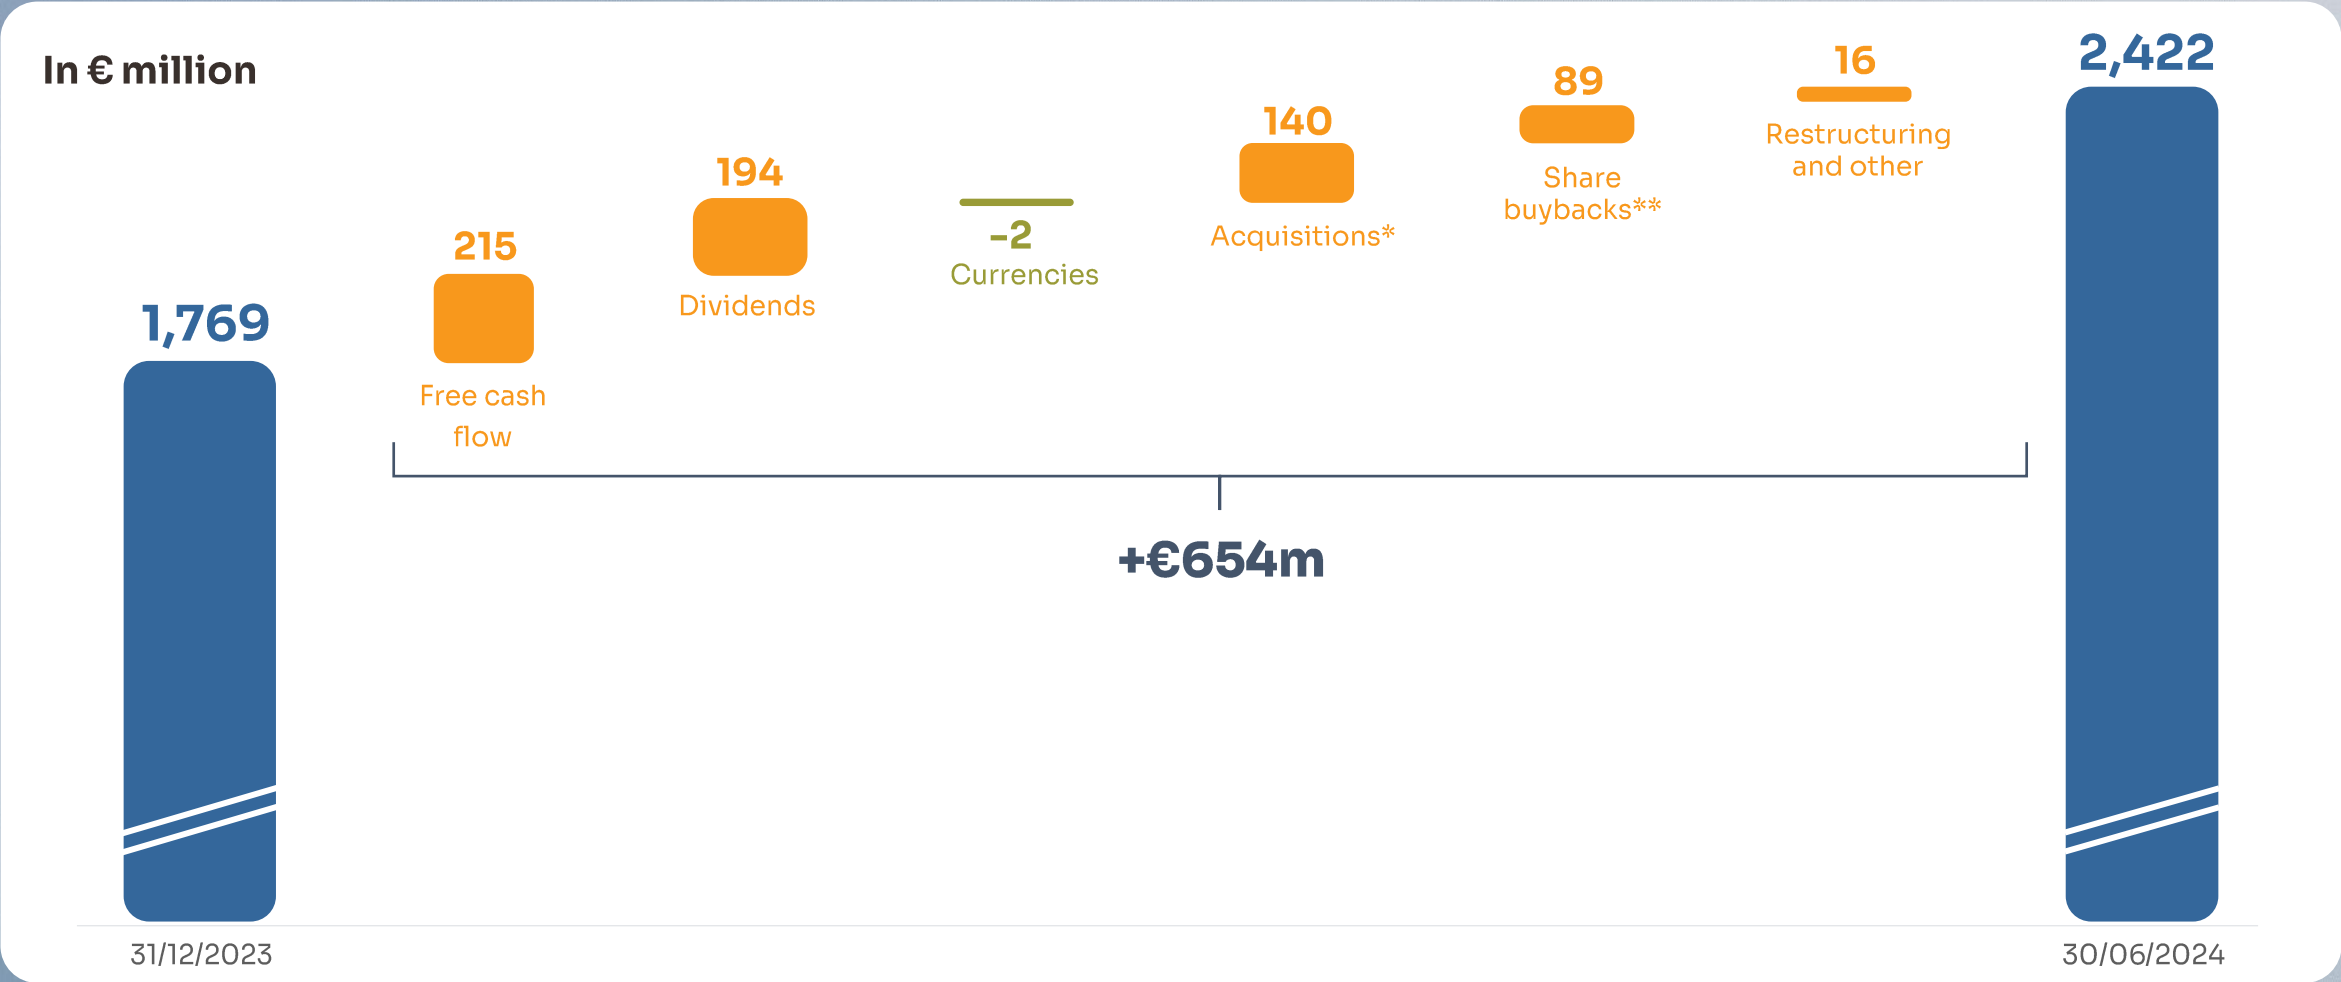 In € million
1,769
215
Free cash
flow
194
Dividends
-2
Currencies
140
Acquisitions*
89
Share
buybacks**
16
Restructuring
and other
2,422
+€654m
31/12/2023
30/06/2024